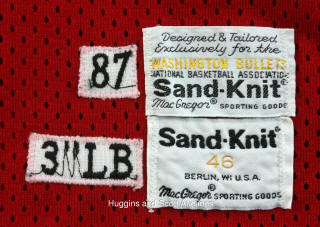 87
Designed & Tailored
Exclusively for the
WASHINGTON BULLETS
NATIONAL BASKETBALL ASSOCIATION
Sand-Knit®
MacGregor® SPORTING GOODS
3" LB
Sand-Knit®
46
BERLIN, WI U.S.A.
MacGregor® SPORTING GOODS
Huggins and Scott Auctions